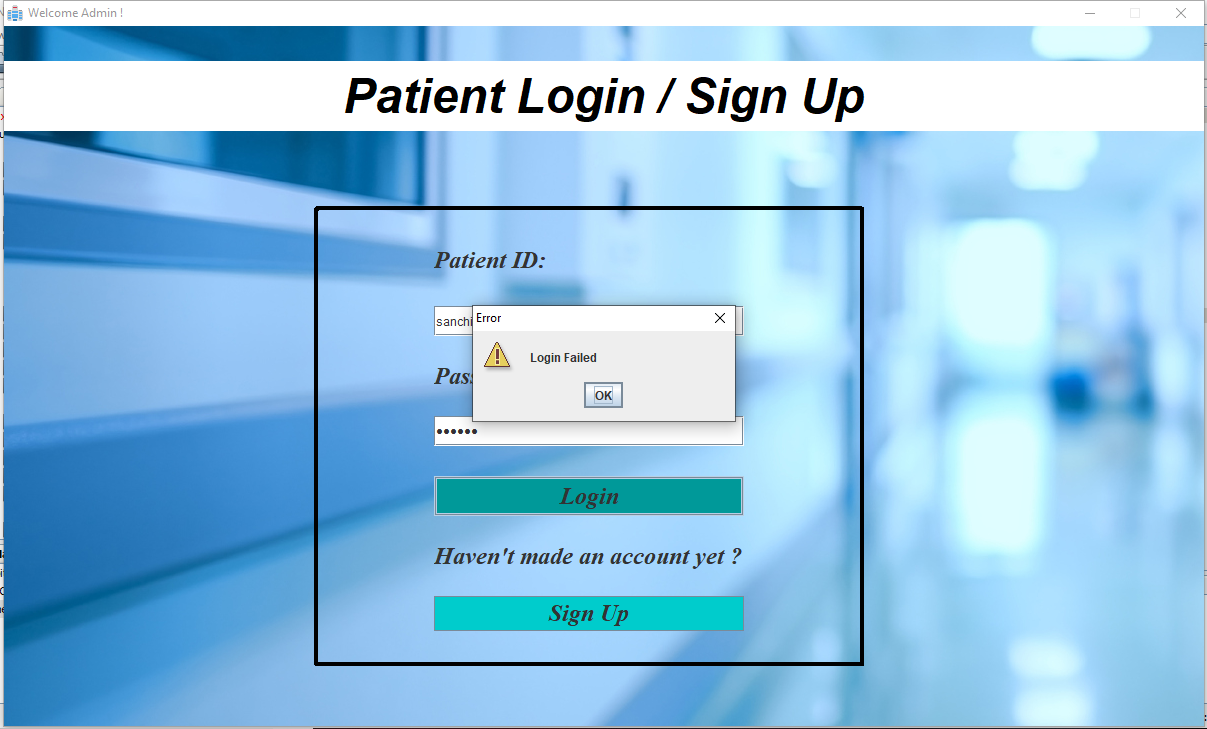 Welcome Admin !
Patient Login / Sign Up
Patient ID:
sanchi
Error
Login Failed
OK
Login
Haven't made an account yet ?
Sign Up